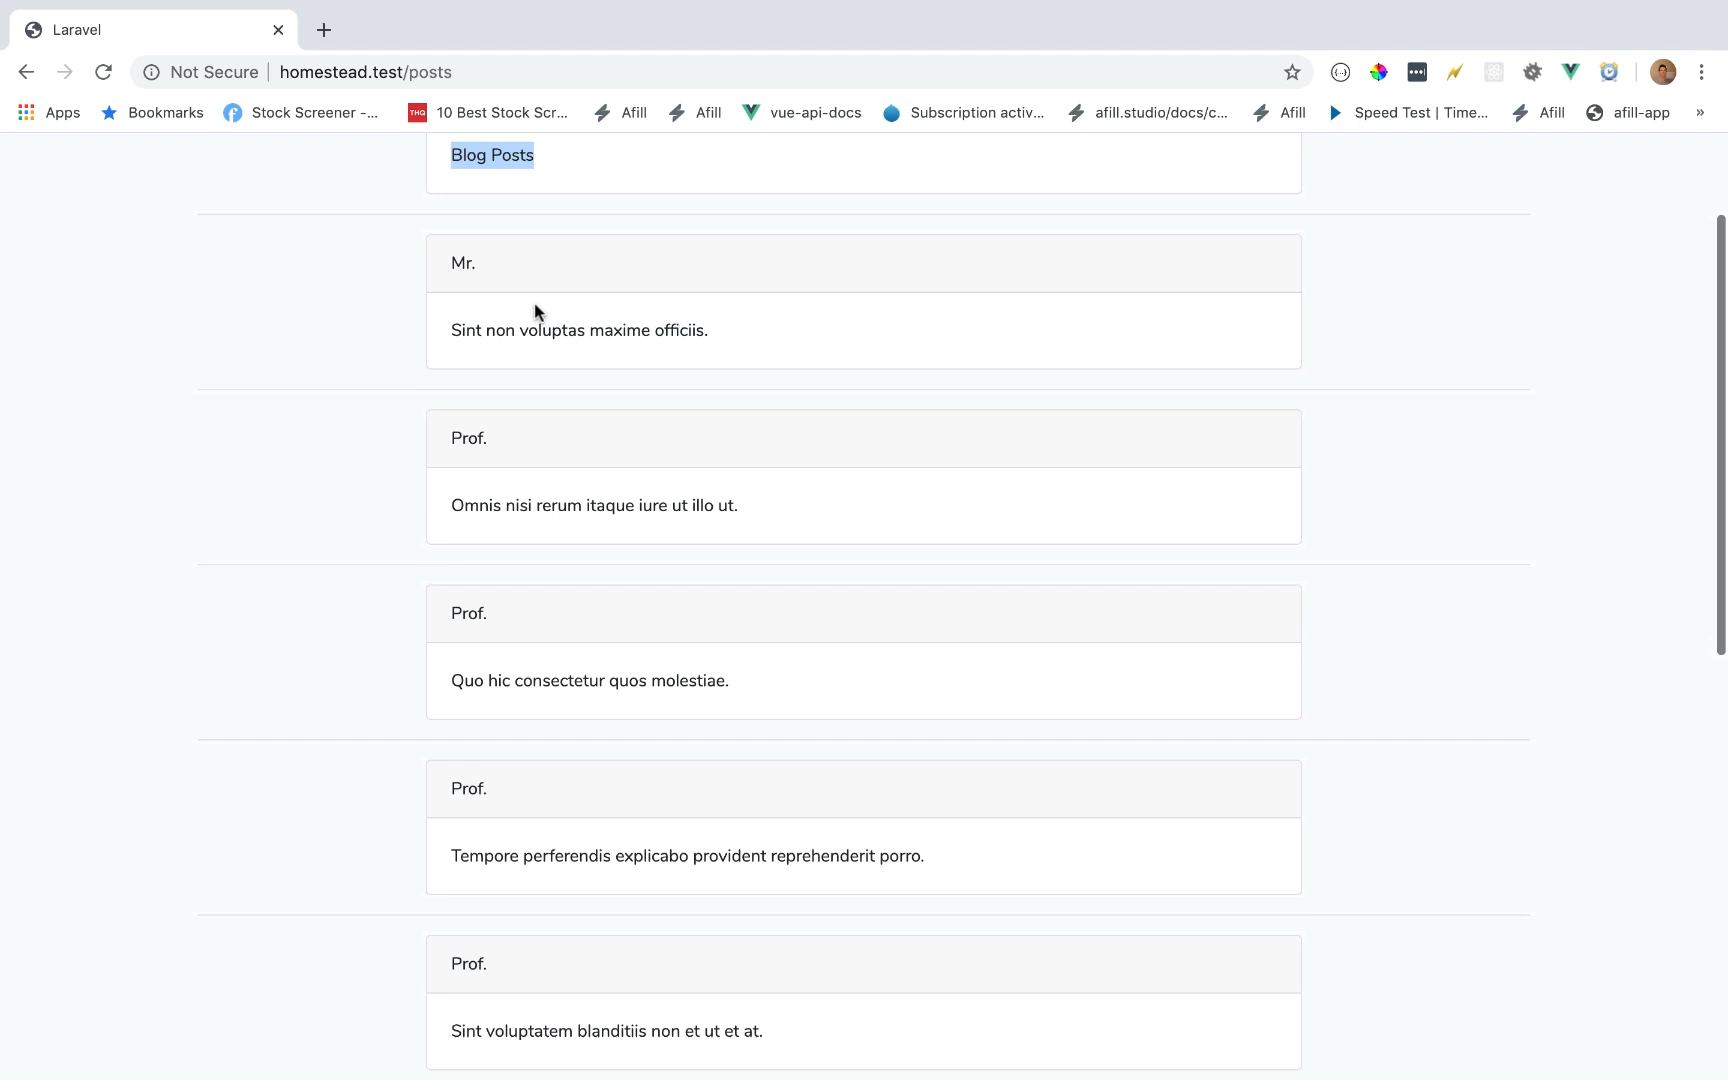 Laravel
Not Secure homestead.test/posts
Apps Bookmarks Stock Screener -... THQ 10 Best Stock Scr... Afill Afill vue-api-docs Subscription activ... afill.studio/docs/c... Afill Speed Test | Time... Afill afill-app »
Blog Posts
Mr.
Sint non voluptas maxime officiis.
Prof.
Omnis nisi rerum itaque iure ut illo ut.
Prof.
Quo hic consectetur quos molestiae.
Prof.
Tempore perferendis explicabo provident reprehenderit porro.
Prof.
Sint voluptatem blanditiis non et ut et at.